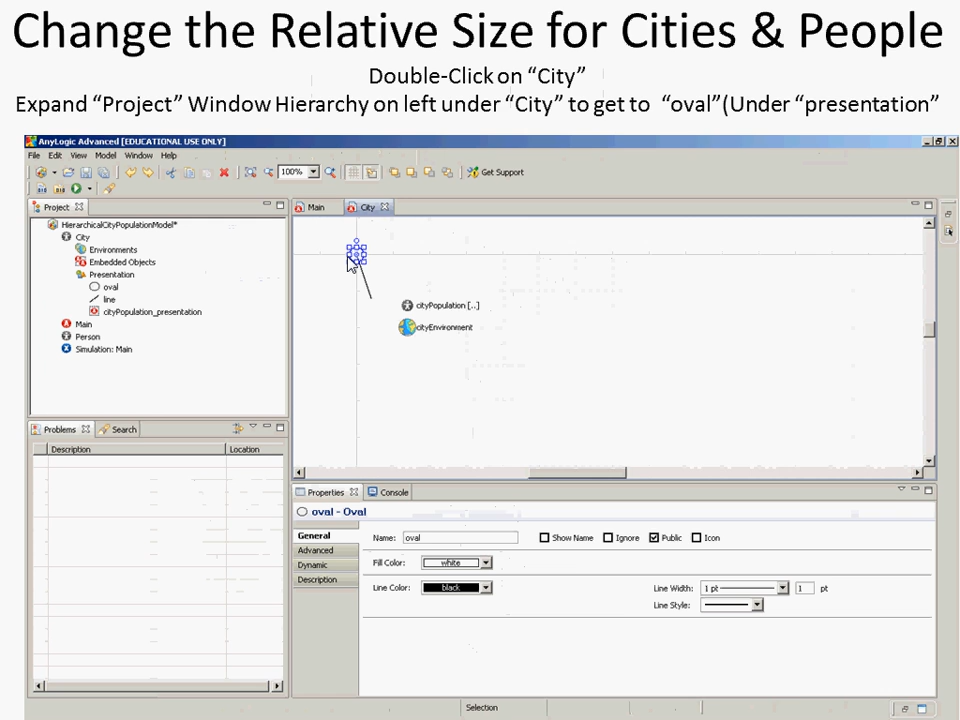 Change the Relative Size for Cities & People
Double-Click on “City”
Expand “Project” Window Hierarchy on left under “City” to get to “oval”(Under “presentation”
AnyLogic Advanced [EDUCATIONAL USE ONLY]
File Edit View Model Window Help
100% Get Support
Project
HierarchicalCityPopulationModel*
City
Environments
Embedded Objects
Presentation
oval
line
cityPopulation_presentation
Main
Person
Simulation: Main
Main City
cityPopulation [..]
cityEnvironment
Problems Search
Description Location
Properties Console
oval - Oval
General
Advanced
Dynamic
Description
Name: oval Show Name Ignore Public Icon
Fill Color: white
Line Color: black Line Width: 1 pt 1 pt
Line Style:
Selection